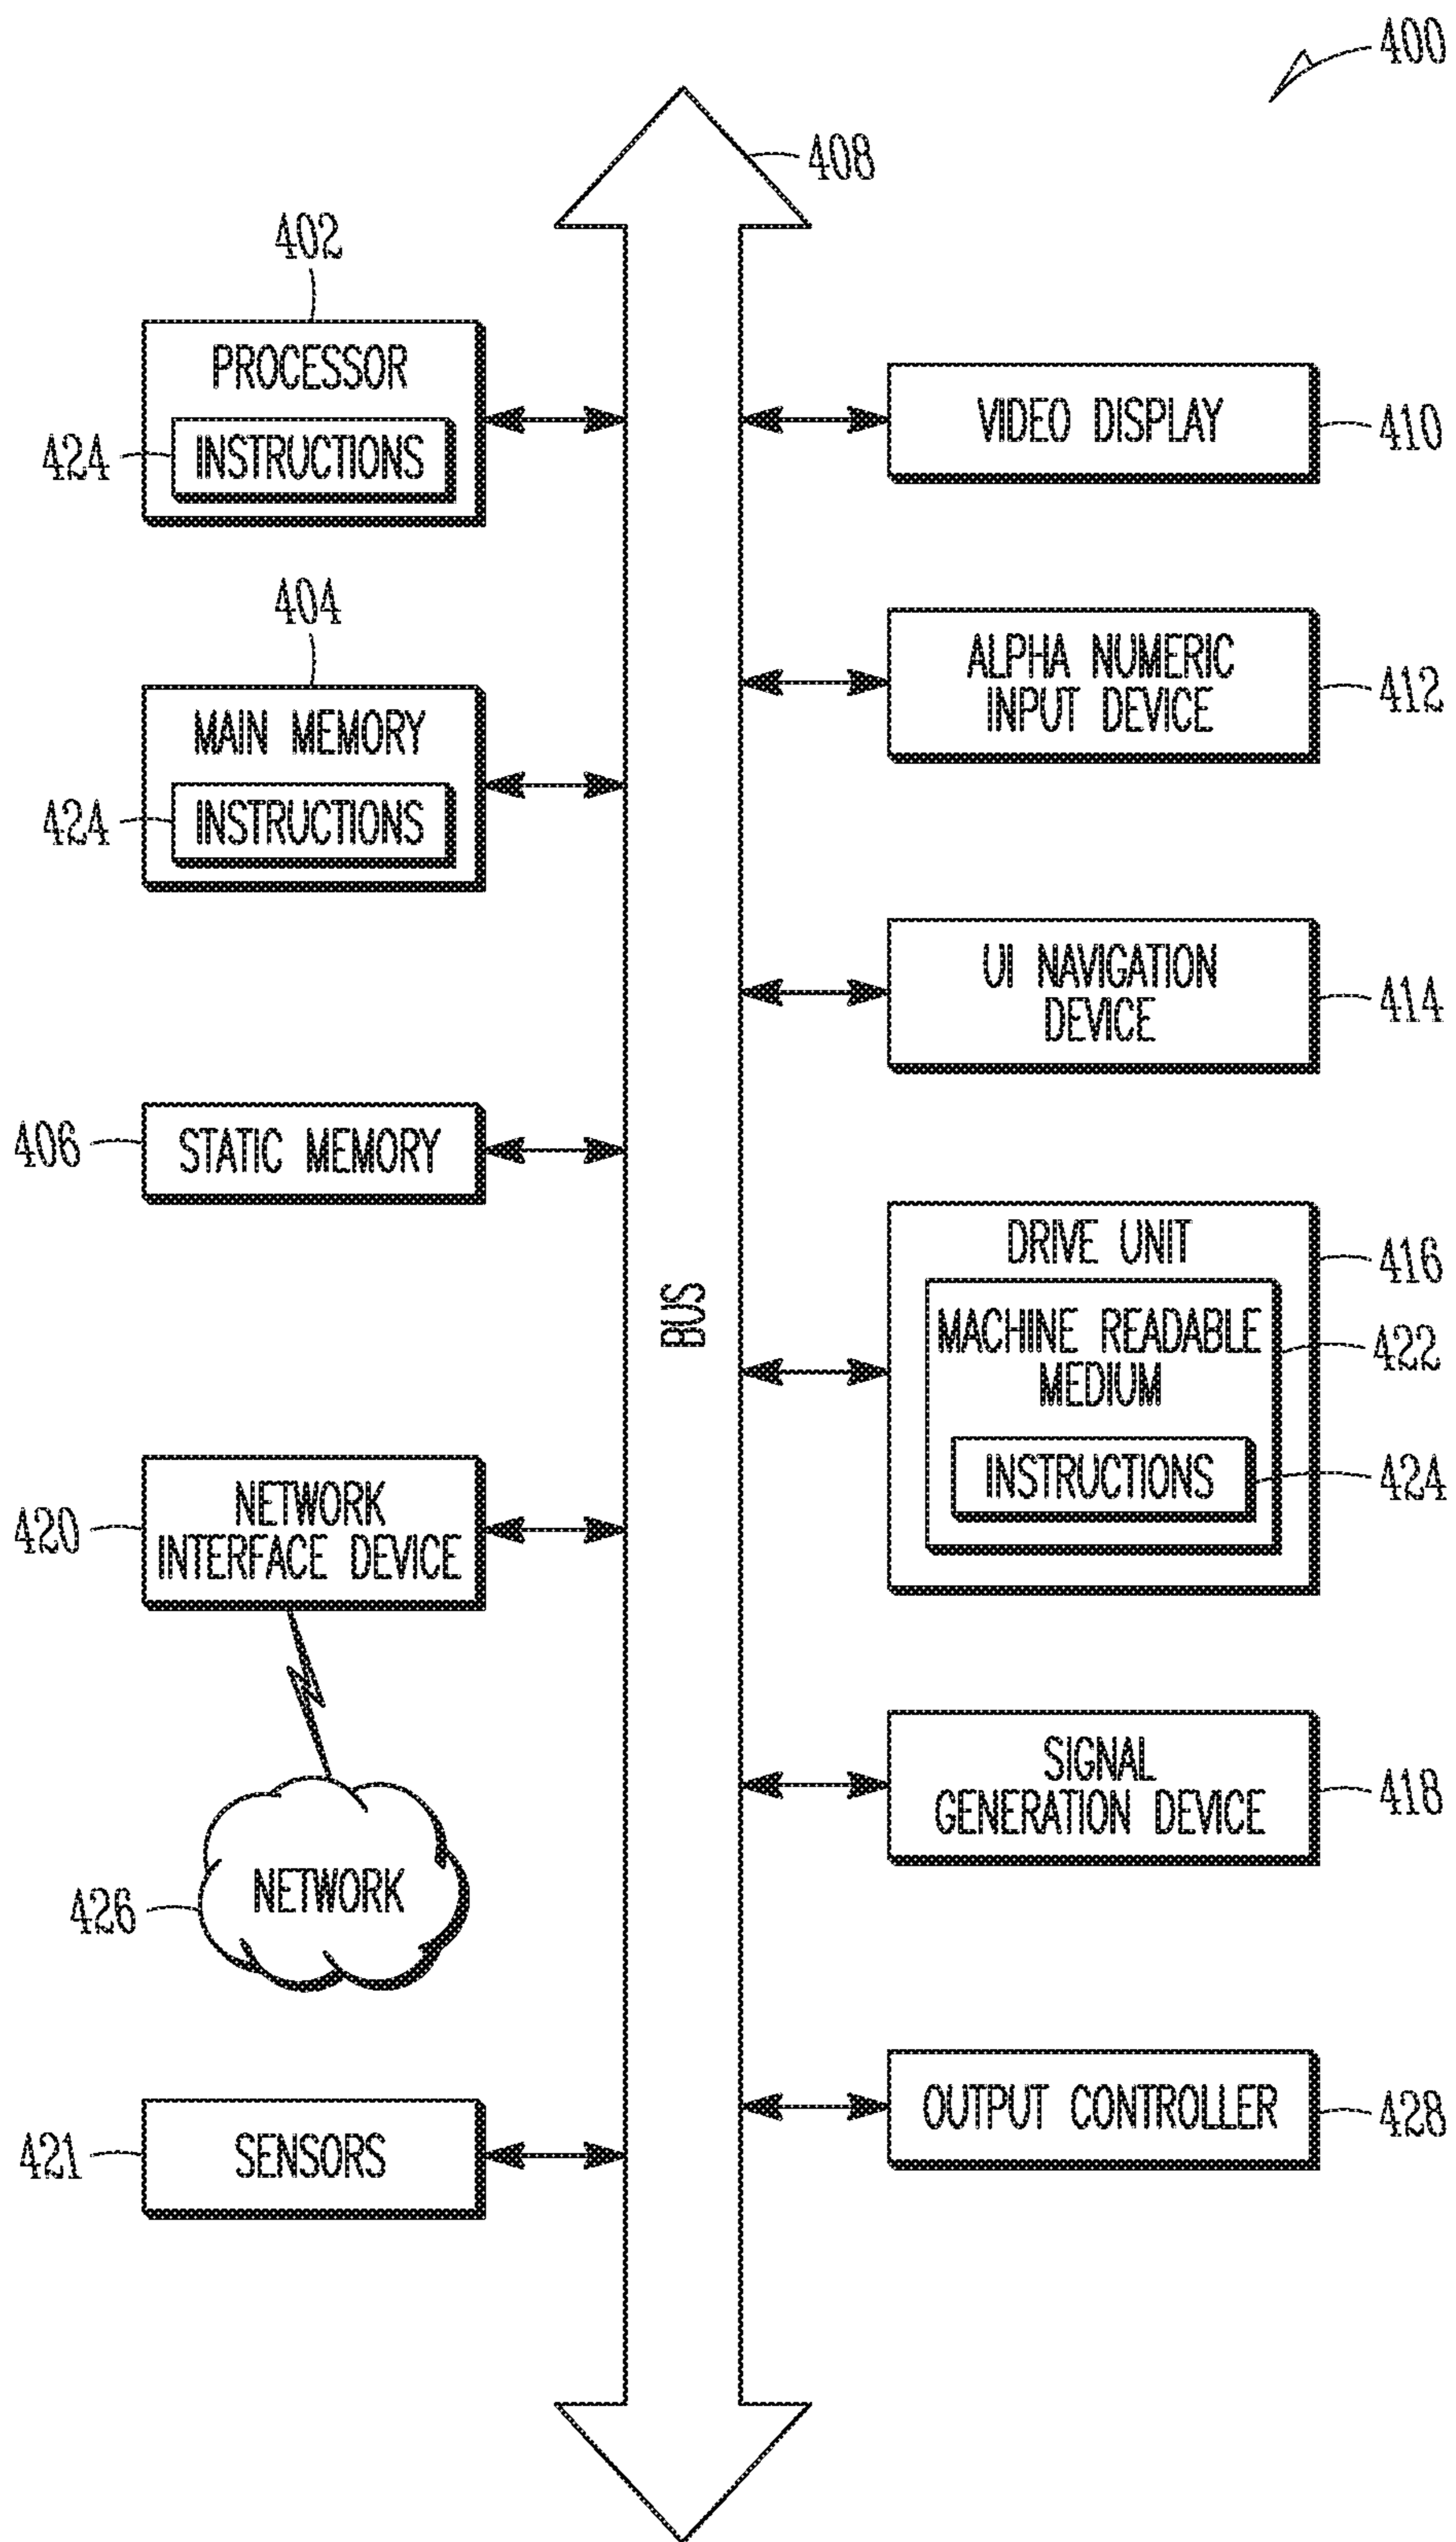 400
408
402
PROCESSOR
424
INSTRUCTIONS
404
MAIN MEMORY
424
INSTRUCTIONS
406
STATIC MEMORY
420
NETWORK
INTERFACE DEVICE
426
NETWORK
421
SENSORS
BUS
VIDEO DISPLAY
410
ALPHA NUMERIC
INPUT DEVICE
412
UI NAVIGATION
DEVICE
414
DRIVE UNIT
416
MACHINE READABLE
MEDIUM
422
INSTRUCTIONS
424
SIGNAL
GENERATION DEVICE
418
OUTPUT CONTROLLER
428